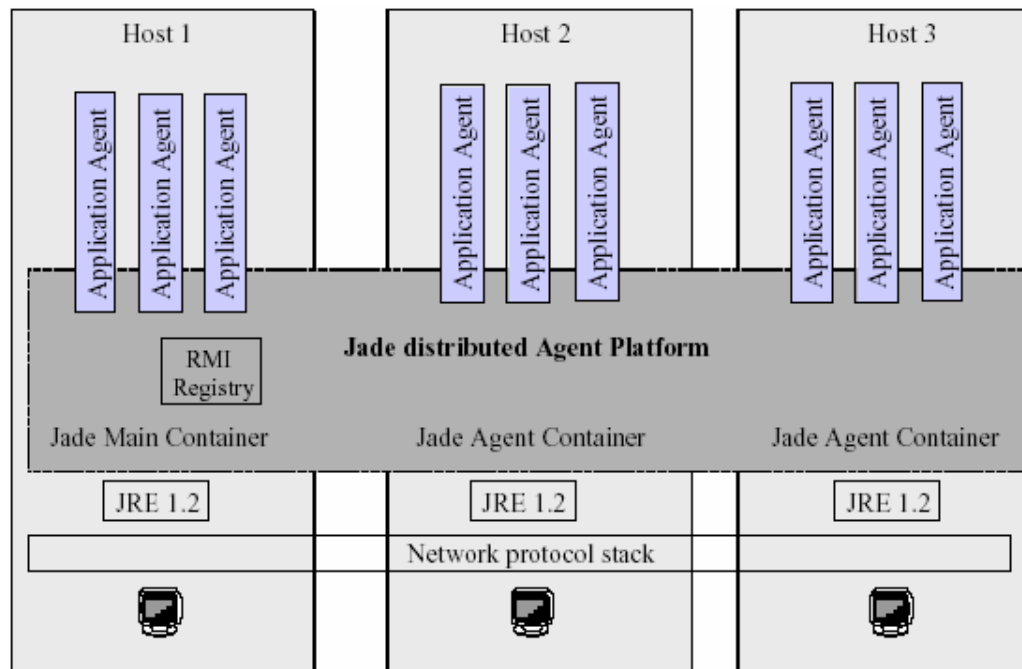 Host 1
Host 2
Host 3
Application Agent
Application Agent
Application Agent
Application Agent
Application Agent
Application Agent
Application Agent
Application Agent
Application Agent
Jade distributed Agent Platform
RMI
Registry
Jade Main Container
Jade Agent Container
Jade Agent Container
JRE 1.2
JRE 1.2
JRE 1.2
Network protocol stack